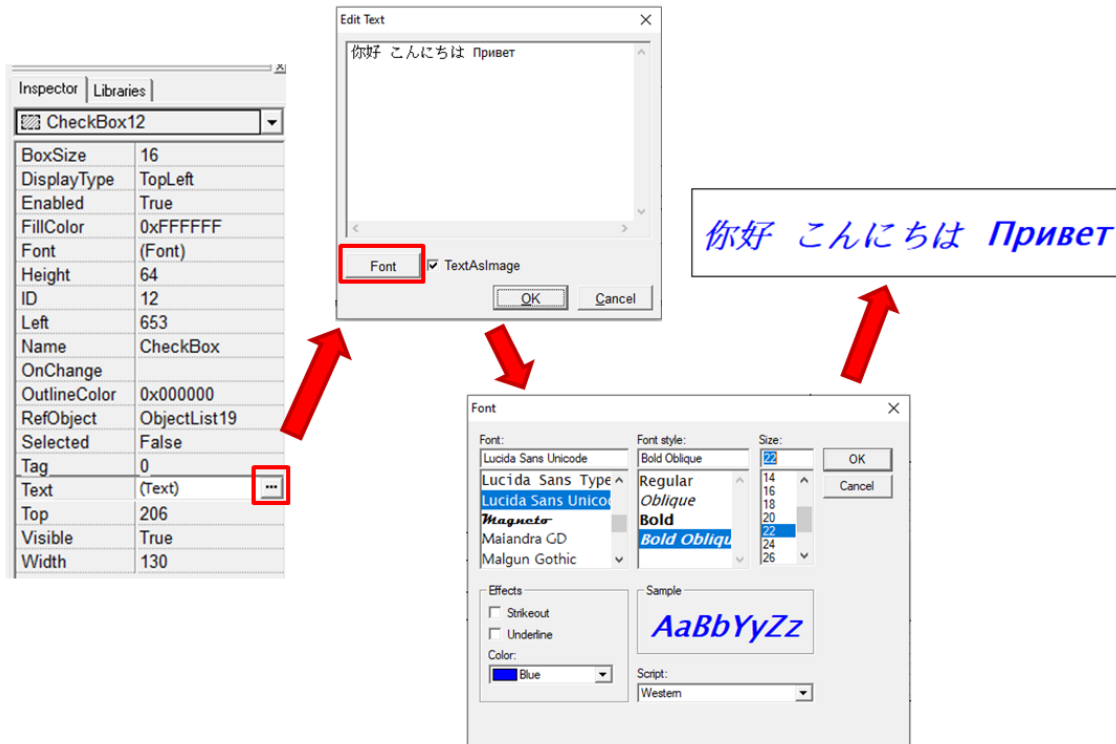 Inspector Libraries
CheckBox12
BoxSize 16
DisplayType TopLeft
Enabled True
FillColor 0xFFFFFF
Font (Font)
Height 64
ID 12
Left 653
Name CheckBox
OnChange
OutlineColor 0x000000
RefObject ObjectList19
Selected False
Tag 0
Text (Text) ...
Top 206
Visible True
Width 130
Edit Text
你好 こんにちは Привет
Font TextAsImage
OK Cancel
Font
Font: Font style: Size:
Lucida Sans Unicode Bold Oblique 22 OK
Lucida Sans Type Regular 14 Cancel
Lucida Sans Unicod Oblique 16
Magneto Bold 18
Maiandra GD Bold Obliqu 20
Malgun Gothic 22
24
26
Effects Sample
Strikeout
Underline
AaBbYyZz
Color:
Blue
Script:
Western
你好 こんにちは Привет